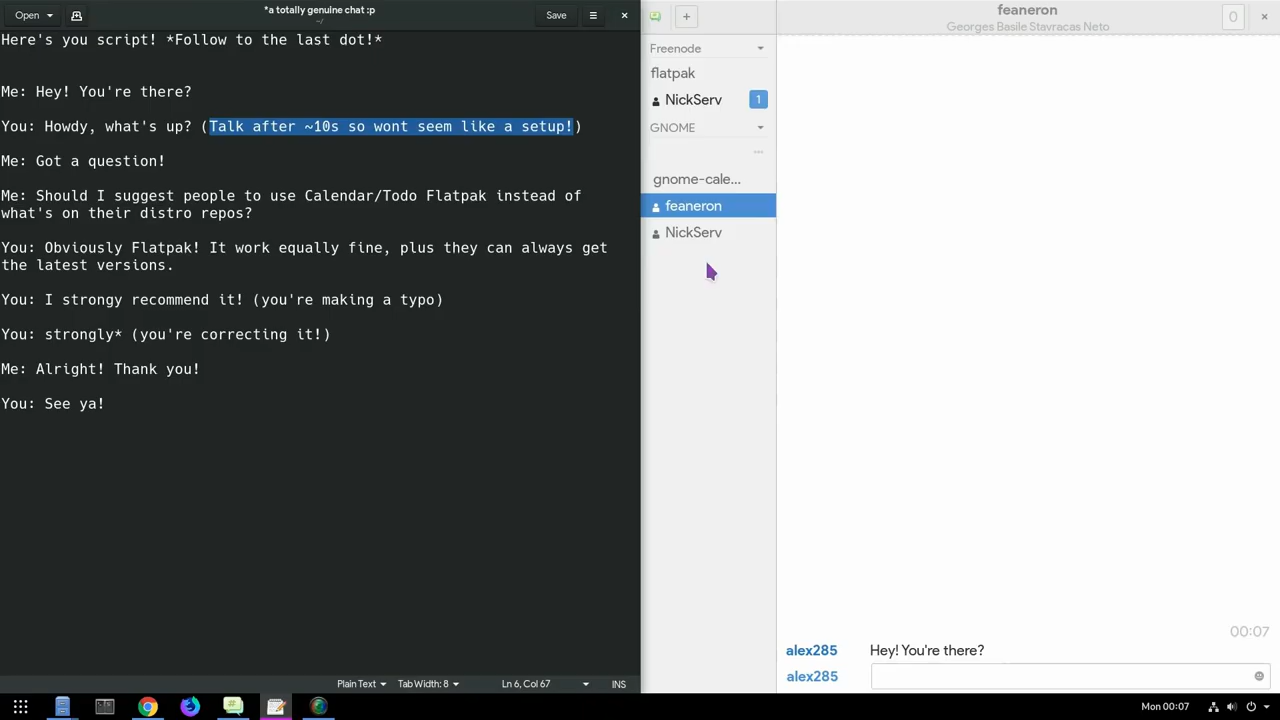 Open
*a totally genuine chat :p
~/
Save
Here's you script! *Follow to the last dot!*
Me: Hey! You're there?
You: Howdy, what's up? (Talk after ~10s so wont seem like a setup!)
Me: Got a question!
Me: Should I suggest people to use Calendar/Todo Flatpak instead of
what's on their distro repos?
You: Obviously Flatpak! It work equally fine, plus they can always get
the latest versions.
You: I strongy recommend it! (you're making a typo)
You: strongly* (you're correcting it!)
Me: Alright! Thank you!
You: See ya!
Plain Text
Tab Width: 8
Ln 6, Col 67
INS
Freenode
flatpak
NickServ
1
GNOME
gnome-cale...
feaneron
NickServ
feaneron
Georges Basile Stavracas Neto
0
00:07
alex285
Hey! You're there?
alex285
Mon 00:07